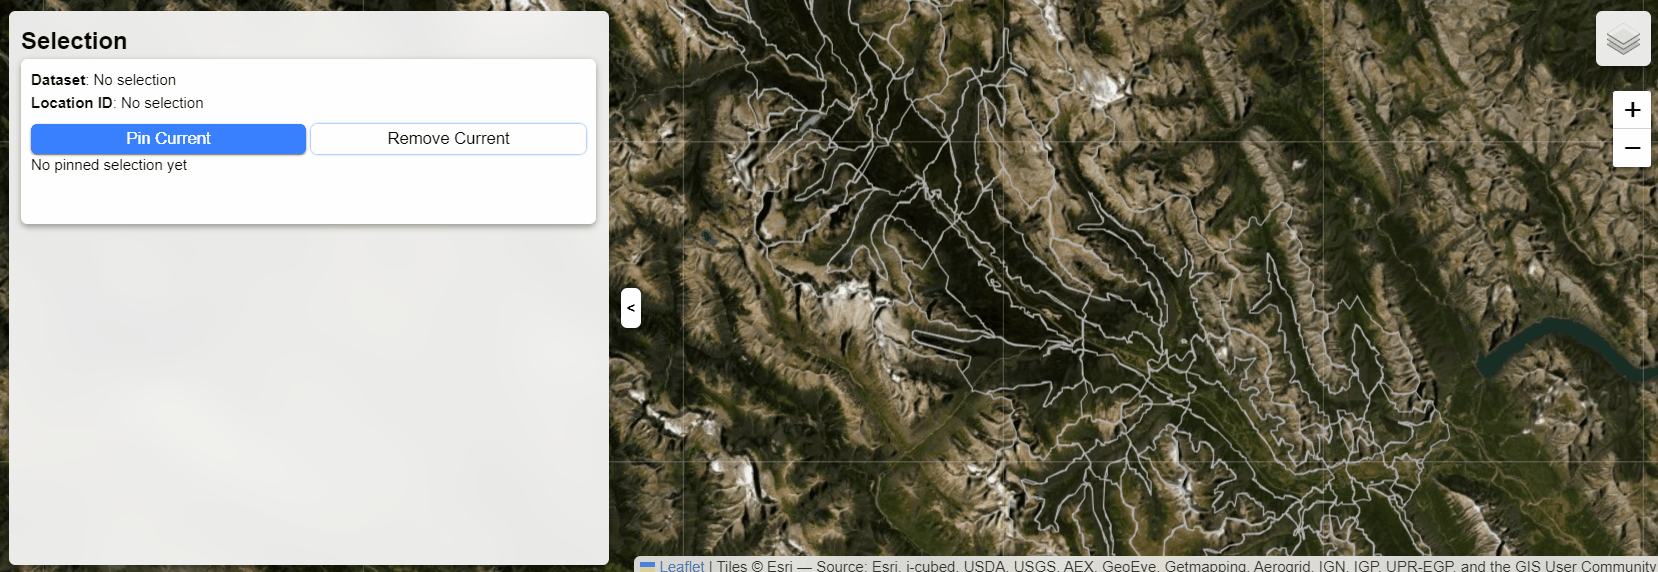 Selection
Dataset: No selection
Location ID: No selection
Pin Current
Remove Current
No pinned selection yet
<
+
−
Leaflet | Tiles © Esri — Source: Esri, i-cubed, USDA, USGS, AEX, GeoEye, Getmapping, Aerogrid, IGN, IGP, UPR-EGP, and the GIS User Community